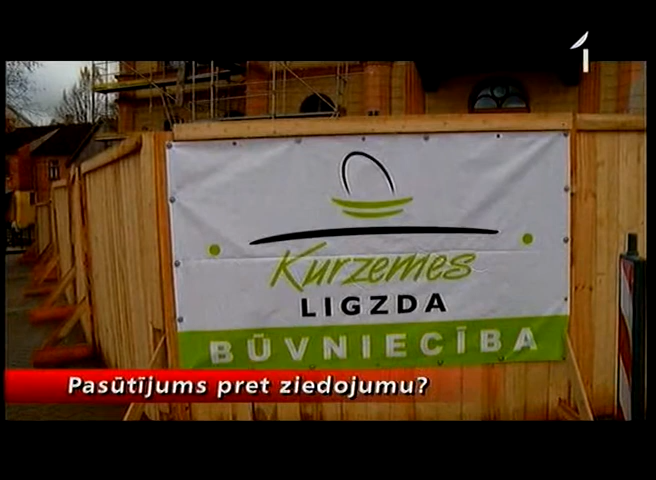 1
Kurzemes
LIGZDA
BŪVNIECĪBA
Pasūtījums pret ziedojumu?